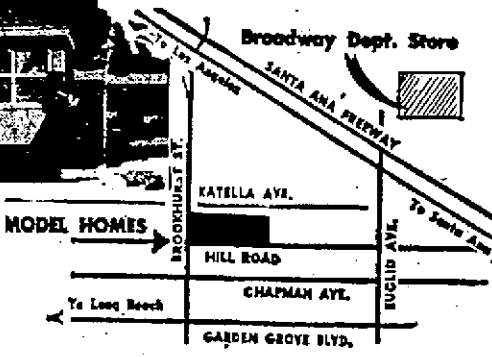 Broadway Dept. Store
To Los Angeles
SANTA ANA FREEWAY
BROOKHURST ST.
KATELLA AVE.
To Santa Ana
MODEL HOMES
HILL ROAD
EUCLID AVE.
CHAPMAN AVE.
To Long Beach
GARDEN GROVE BLVD.